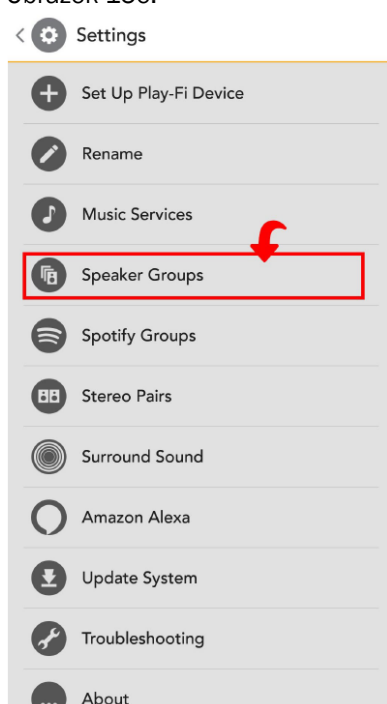 Settings
Set Up Play-Fi Device
Rename
Music Services
Speaker Groups
Spotify Groups
Stereo Pairs
Surround Sound
Amazon Alexa
Update System
Troubleshooting
About